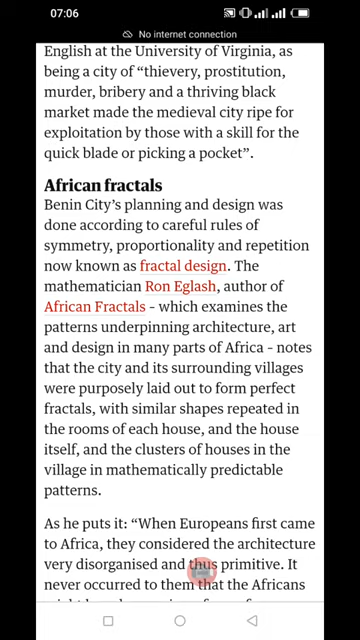 07:06
No internet connection
English at the University of Virginia, as
being a city of “thievery, prostitution,
murder, bribery and a thriving black
market made the medieval city ripe for
exploitation by those with a skill for the
quick blade or picking a pocket”.
African fractals
Benin City’s planning and design was
done according to careful rules of
symmetry, proportionality and repetition
now known as fractal design. The
mathematician Ron Eglash, author of
African Fractals – which examines the
patterns underpinning architecture, art
and design in many parts of Africa – notes
that the city and its surrounding villages
were purposely laid out to form perfect
fractals, with similar shapes repeated in
the rooms of each house, and the house
itself, and the clusters of houses in the
village in mathematically predictable
patterns.
As he puts it: “When Europeans first came
to Africa, they considered the architecture
very disorganised and thus primitive. It
never occurred to them that the Africans